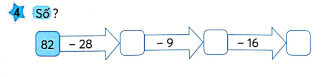 4 Số ?
82 – 28 – 9 – 16